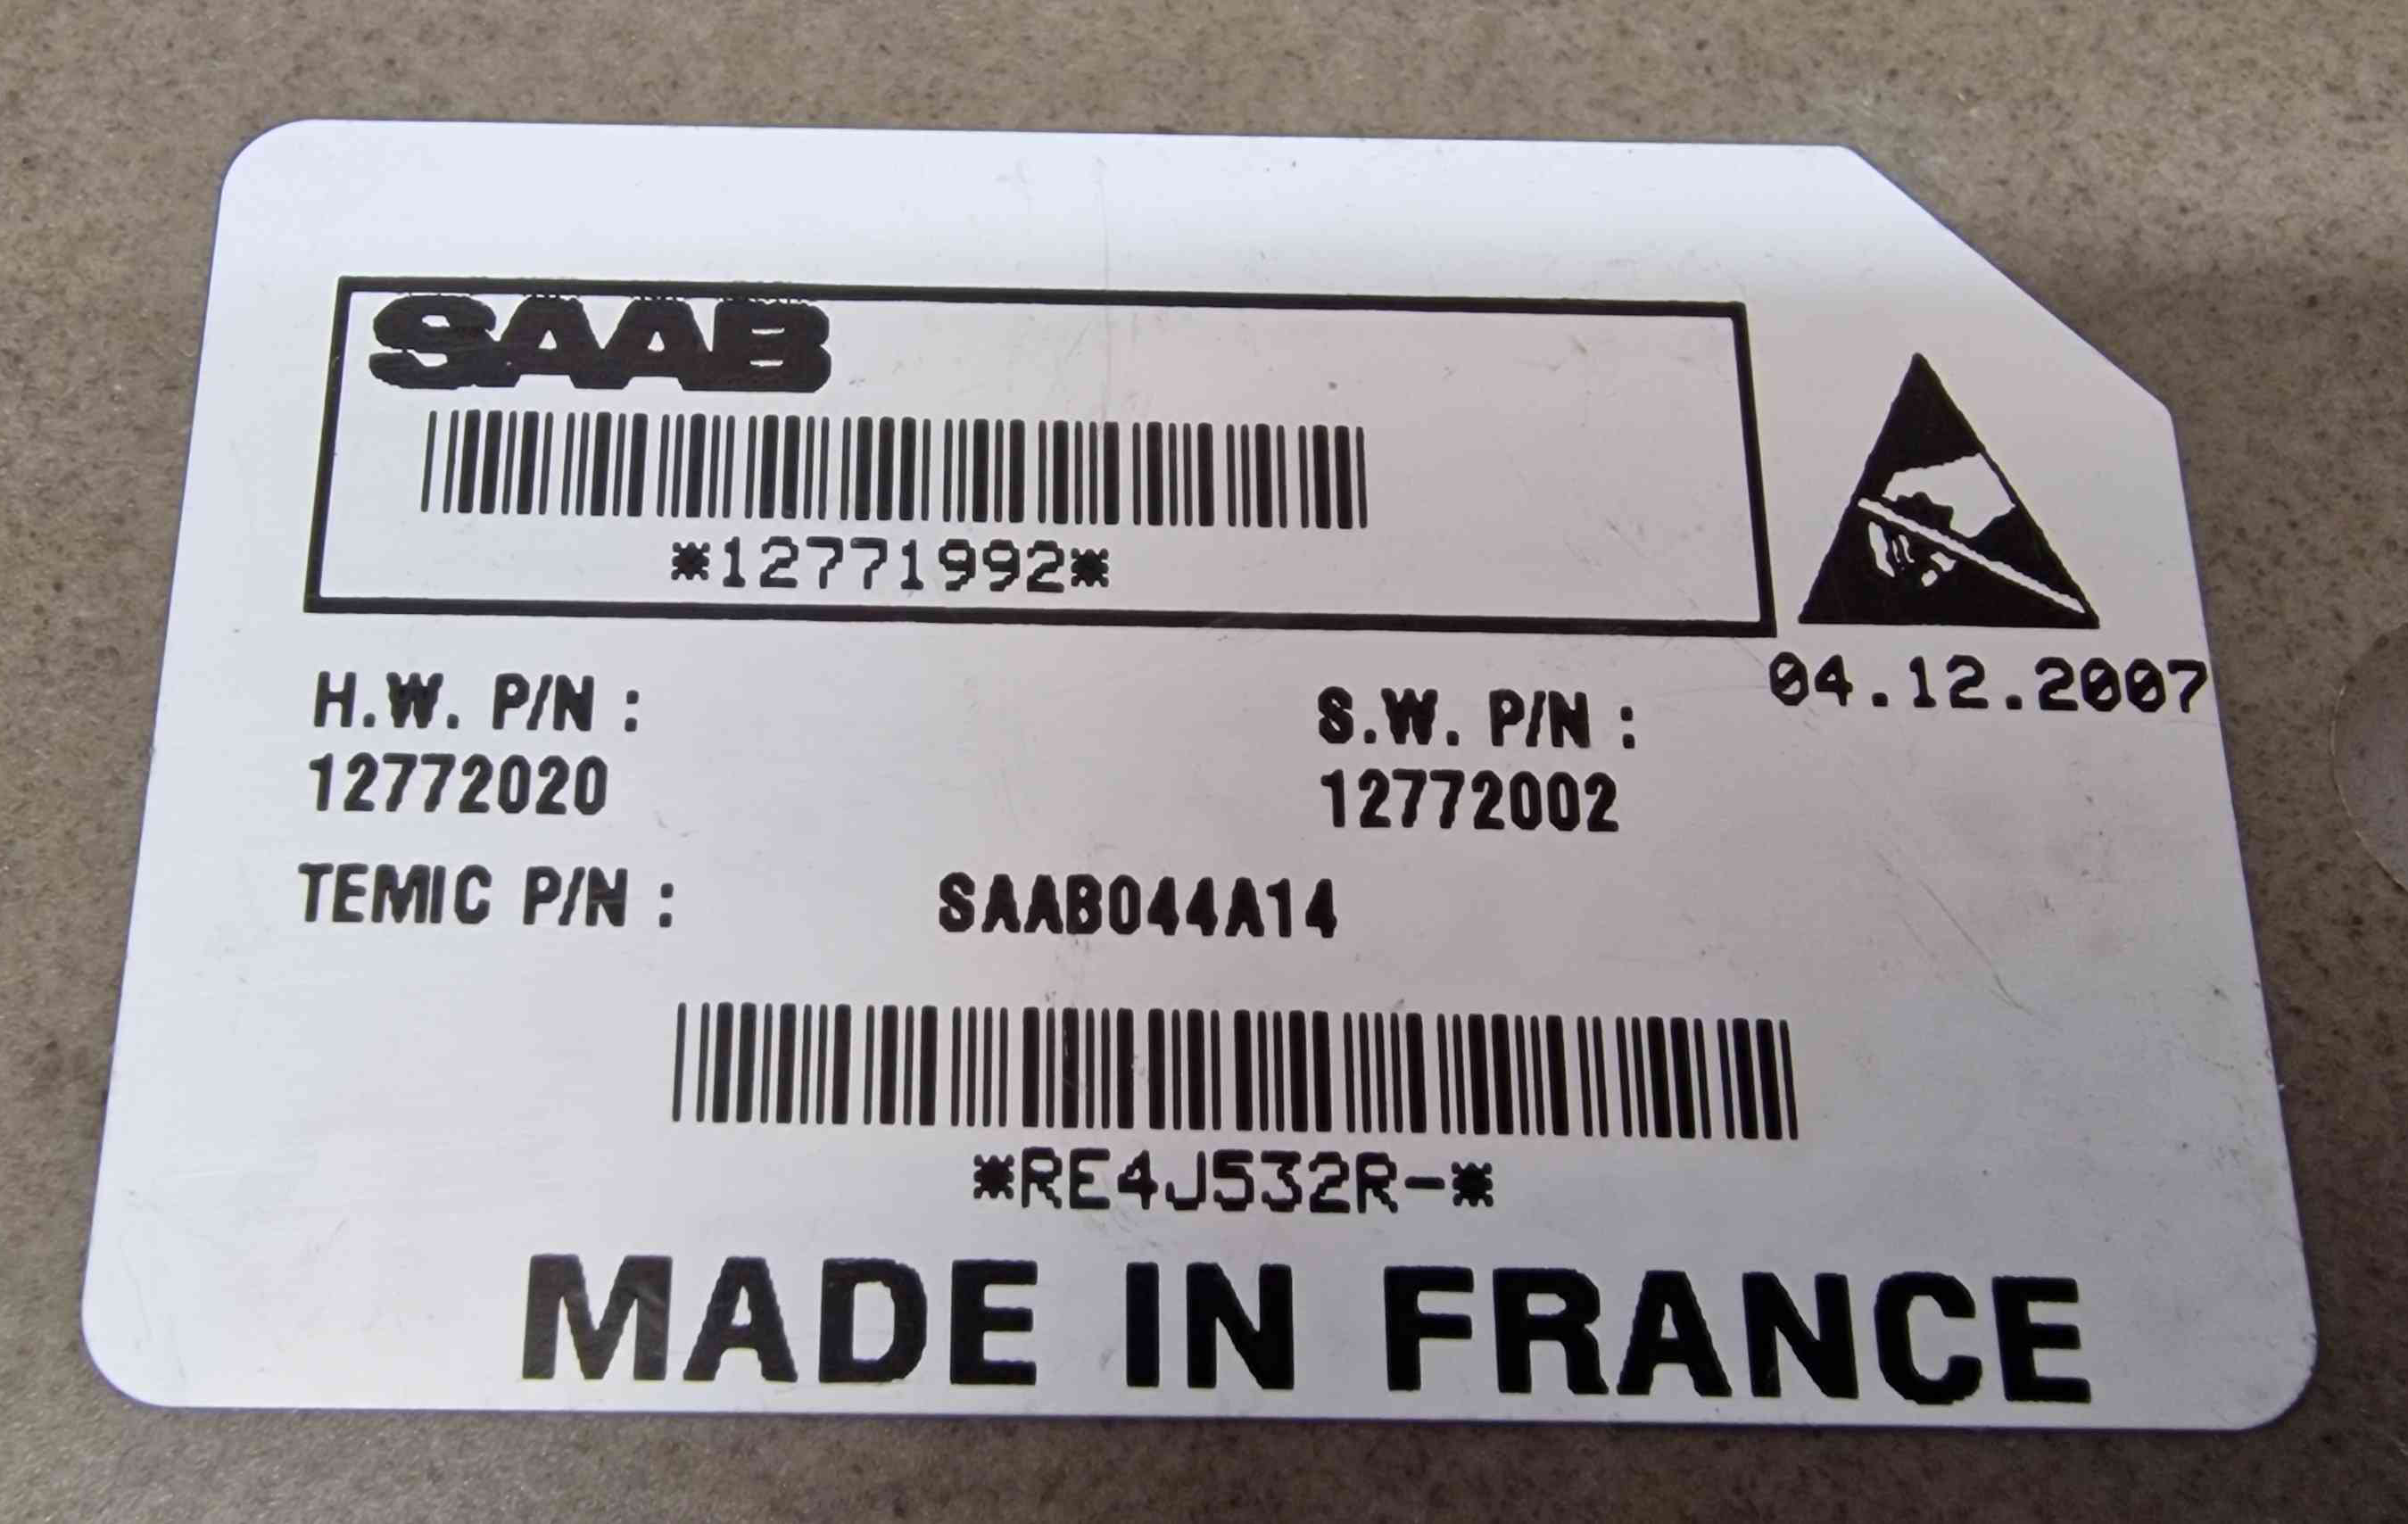 SAAB
*12771992*
04.12.2007
H.W. P/N :
12772020
S.W. P/N :
12772002
TEMIC P/N : SAAB044A14
*RE4J532R-*
MADE IN FRANCE